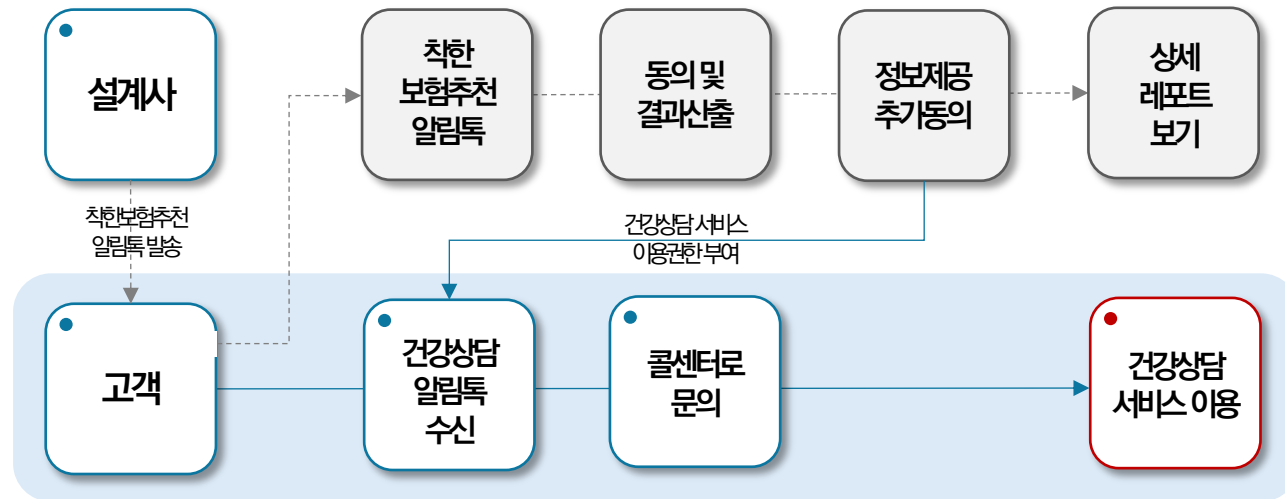 설계사
착한
보험추천
알림톡
동의 및
결과산출
정보제공
추가동의
상세
레포트
보기
착한보험추천
알림톡 발송
건강상담 서비스
이용권한 부여
고객
건강상담
알림톡
수신
콜센터로
문의
건강상담
서비스 이용